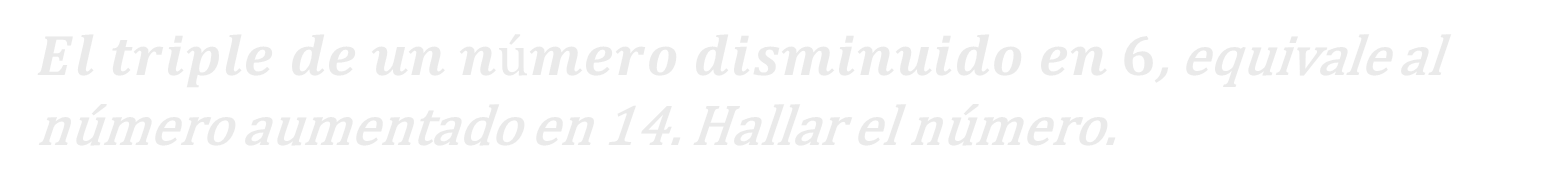 El triple de un número disminuido en 6, equivale al
número aumentado en 14. Hallar el número.